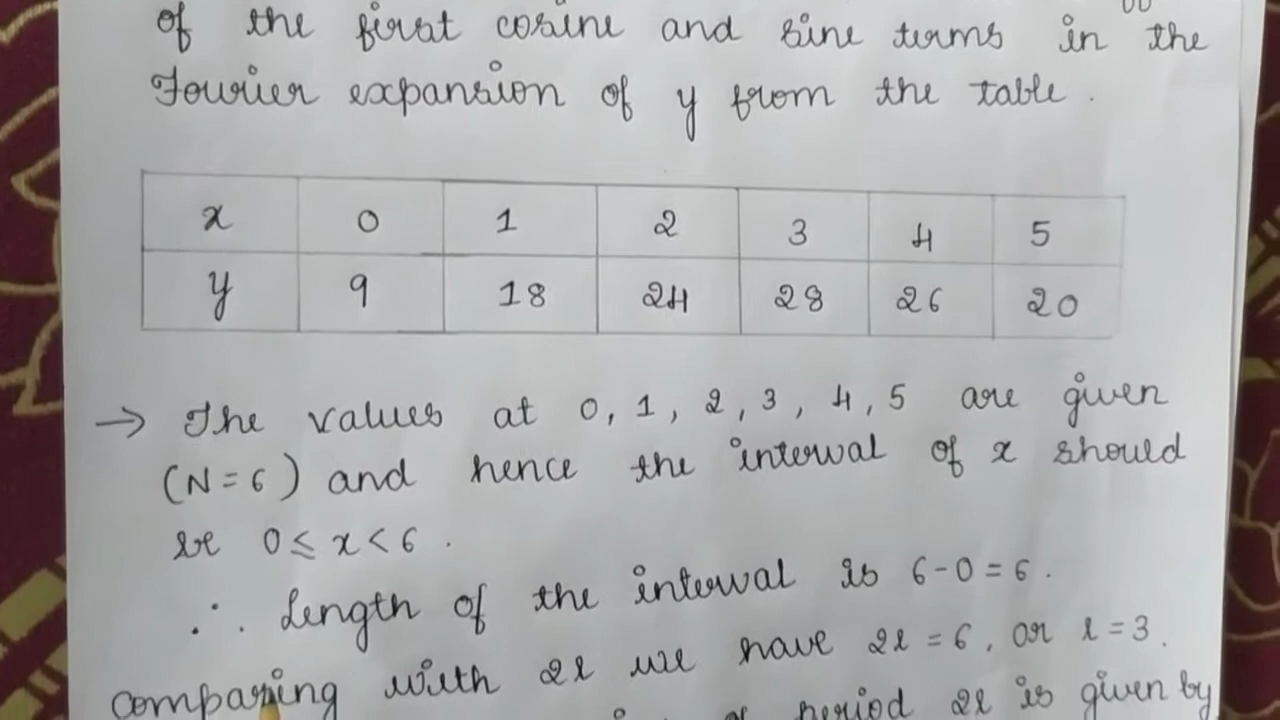 of the first cosine and sine terms in the
Fourier expansion of y from the table.
x 0 1 2 3 4 5
y 9 18 24 28 26 20
→ The values at 0, 1, 2, 3, 4, 5 are given
(N = 6) and hence the interval of x should
be 0 ≤ x < 6.
∴ Length of the interval is 6 - 0 = 6.
Comparing with 2l we have 2l = 6, or l = 3.
period 2l is given by